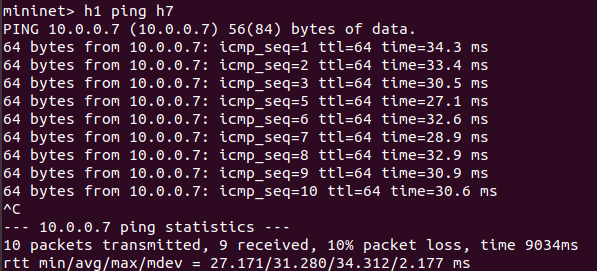 mininet> h1 ping h7
PING 10.0.0.7 (10.0.0.7) 56(84) bytes of data.
64 bytes from 10.0.0.7: icmp_seq=1 ttl=64 time=34.3 ms
64 bytes from 10.0.0.7: icmp_seq=2 ttl=64 time=33.4 ms
64 bytes from 10.0.0.7: icmp_seq=3 ttl=64 time=30.5 ms
64 bytes from 10.0.0.7: icmp_seq=5 ttl=64 time=27.1 ms
64 bytes from 10.0.0.7: icmp_seq=6 ttl=64 time=32.6 ms
64 bytes from 10.0.0.7: icmp_seq=7 ttl=64 time=28.9 ms
64 bytes from 10.0.0.7: icmp_seq=8 ttl=64 time=32.9 ms
64 bytes from 10.0.0.7: icmp_seq=9 ttl=64 time=30.9 ms
64 bytes from 10.0.0.7: icmp_seq=10 ttl=64 time=30.6 ms
^C
--- 10.0.0.7 ping statistics ---
10 packets transmitted, 9 received, 10% packet loss, time 9034ms
rtt min/avg/max/mdev = 27.171/31.280/34.312/2.177 ms